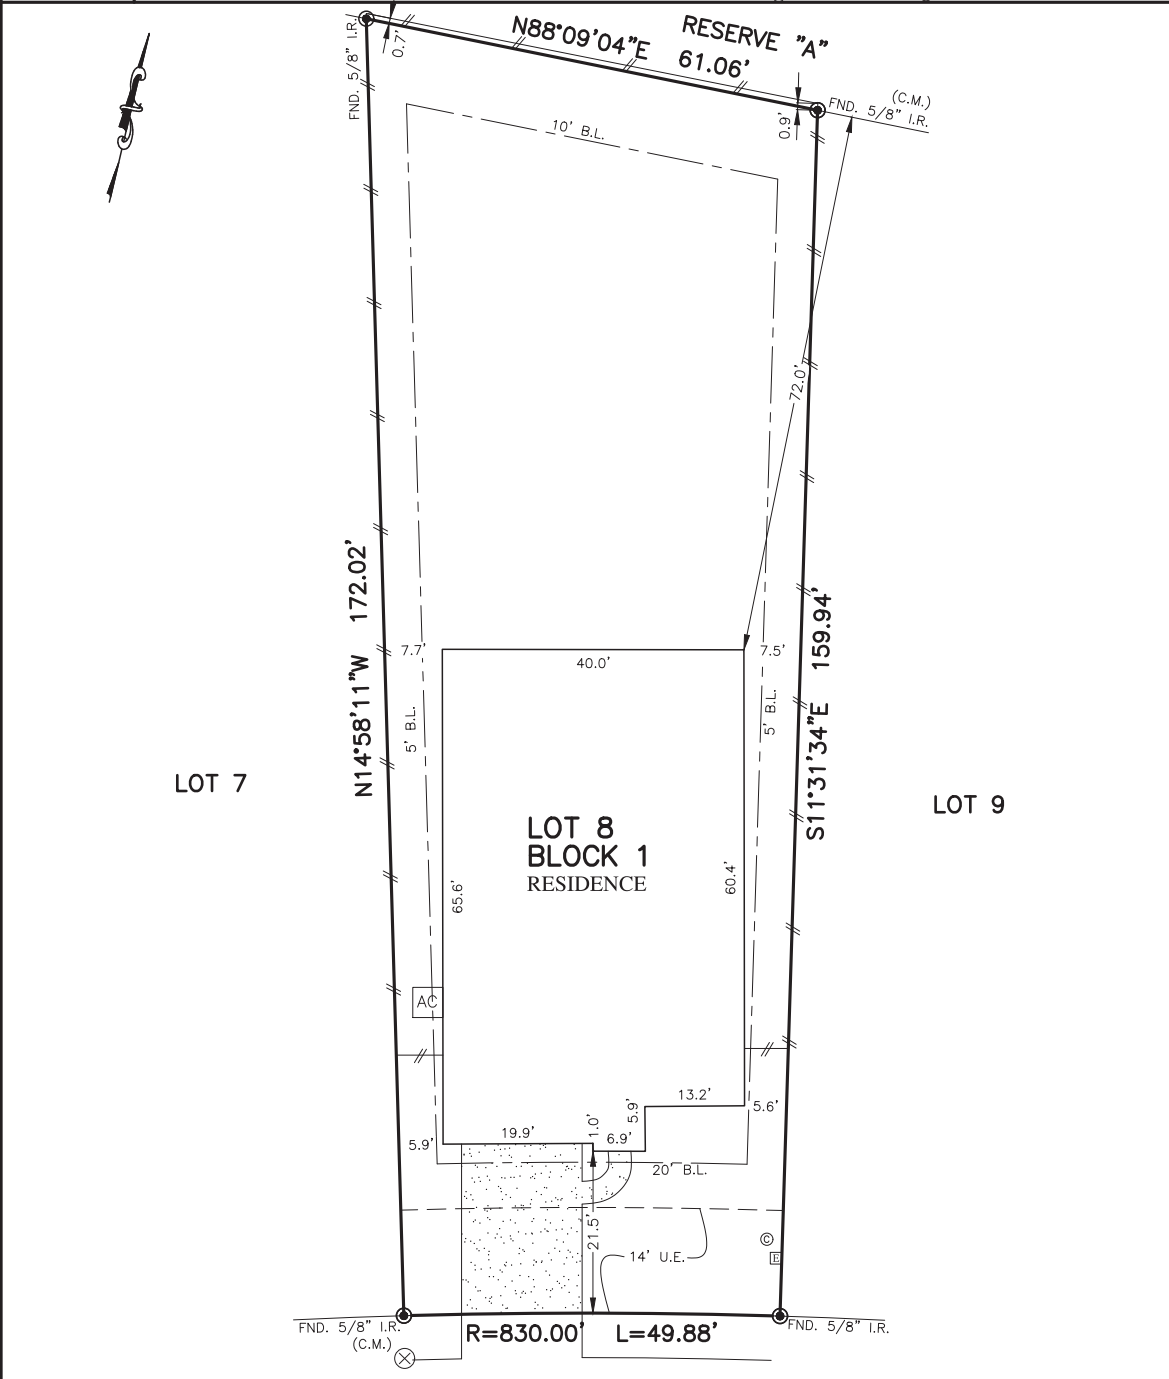 N88°09'04"E 61.06'
RESERVE "A"
0.7'
FND. 5/8" I.R.
(C.M.)
FND. 5/8" I.R.
0.9'
10' B.L.
72.0'
N14°58'11"W 172.02'
S11°31'34"E 159.94'
7.7'
40.0'
7.5'
5' B.L.
5' B.L.
LOT 7
LOT 9
LOT 8
BLOCK 1
RESIDENCE
65.6'
60.4'
AC
13.2'
5.6'
5.9'
1.0'
19.9'
6.9'
5.9'
20' B.L.
21.5'
14' U.E.
C
E
FND. 5/8" I.R.
(C.M.)
R=830.00' L=49.88'
FND. 5/8" I.R.